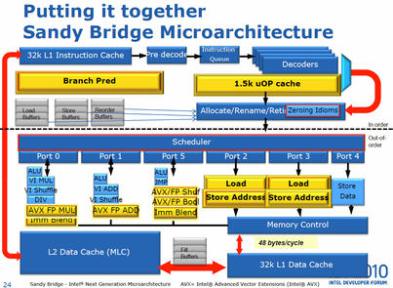 Putting it together
Sandy Bridge Microarchitecture
32k L1 Instruction Cache
Pre decode
Instruction
Queue
Decoders
Branch Pred
1.5k uOP cache
Load
Buffers
Store
Buffers
Reorder
Buffers
Allocate/Rename/Reti
Zeroing Idioms
In order
Out-of-
order
Scheduler
Port 0
Port 1
Port 5
Port 2
Port 3
Port 4
ALU
VI MUL
VI Shuffle
DIV
AVX FP MUL
Imm Blend
ALU
VI ADD
VI Shuffle
AVX FP ADD
ALU
JMP
AVX/FP Shuf
AVX/FP Bool
Imm Blend
Load
Store Address
Load
Store Address
Store
Data
Memory Control
L2 Data Cache (MLC)
Fill
Buffers
48 bytes/cycle
32k L1 Data Cache
24
Sandy Bridge - Intel® Next Generation Microarchitecture
AVX= Intel® Advanced Vector Extensions (Intel® AVX)
INTEL DEVELOPER FORUM